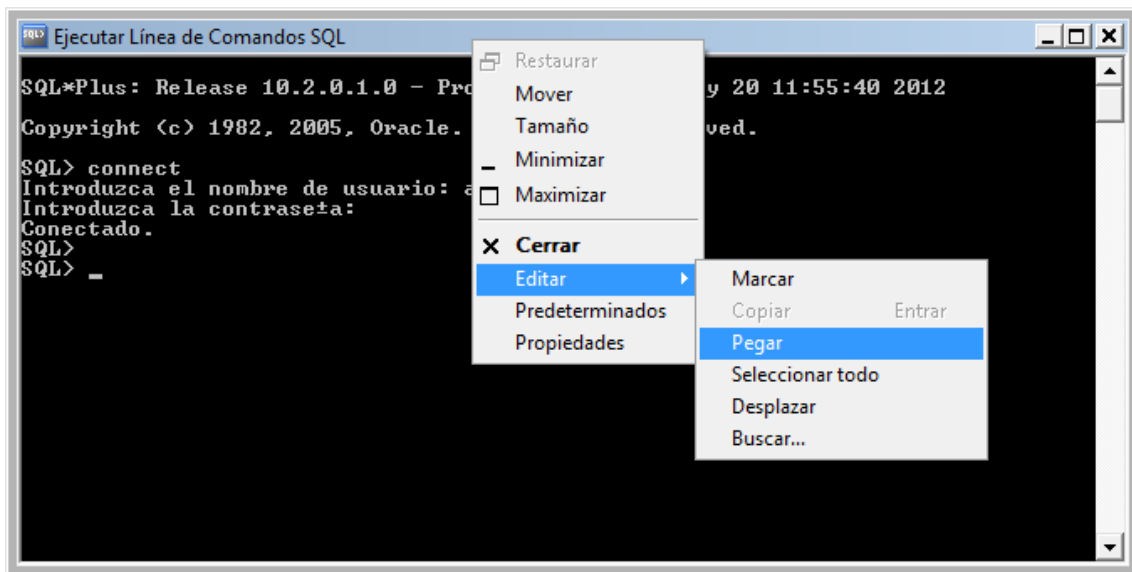 Ejecutar Línea de Comandos SQL
SQL*Plus: Release 10.2.0.1.0 - Pro y 20 11:55:40 2012
Copyright (c) 1982, 2005, Oracle. ved.
SQL> connect
Introduzca el nombre de usuario: a
Introduzca la contrase±a:
Conectado.
SQL>
SQL> _
Restaurar
Mover
Tamaño
Minimizar
Maximizar
Cerrar
Editar
Predeterminados
Propiedades
Marcar
Copiar Entrar
Pegar
Seleccionar todo
Desplazar
Buscar...